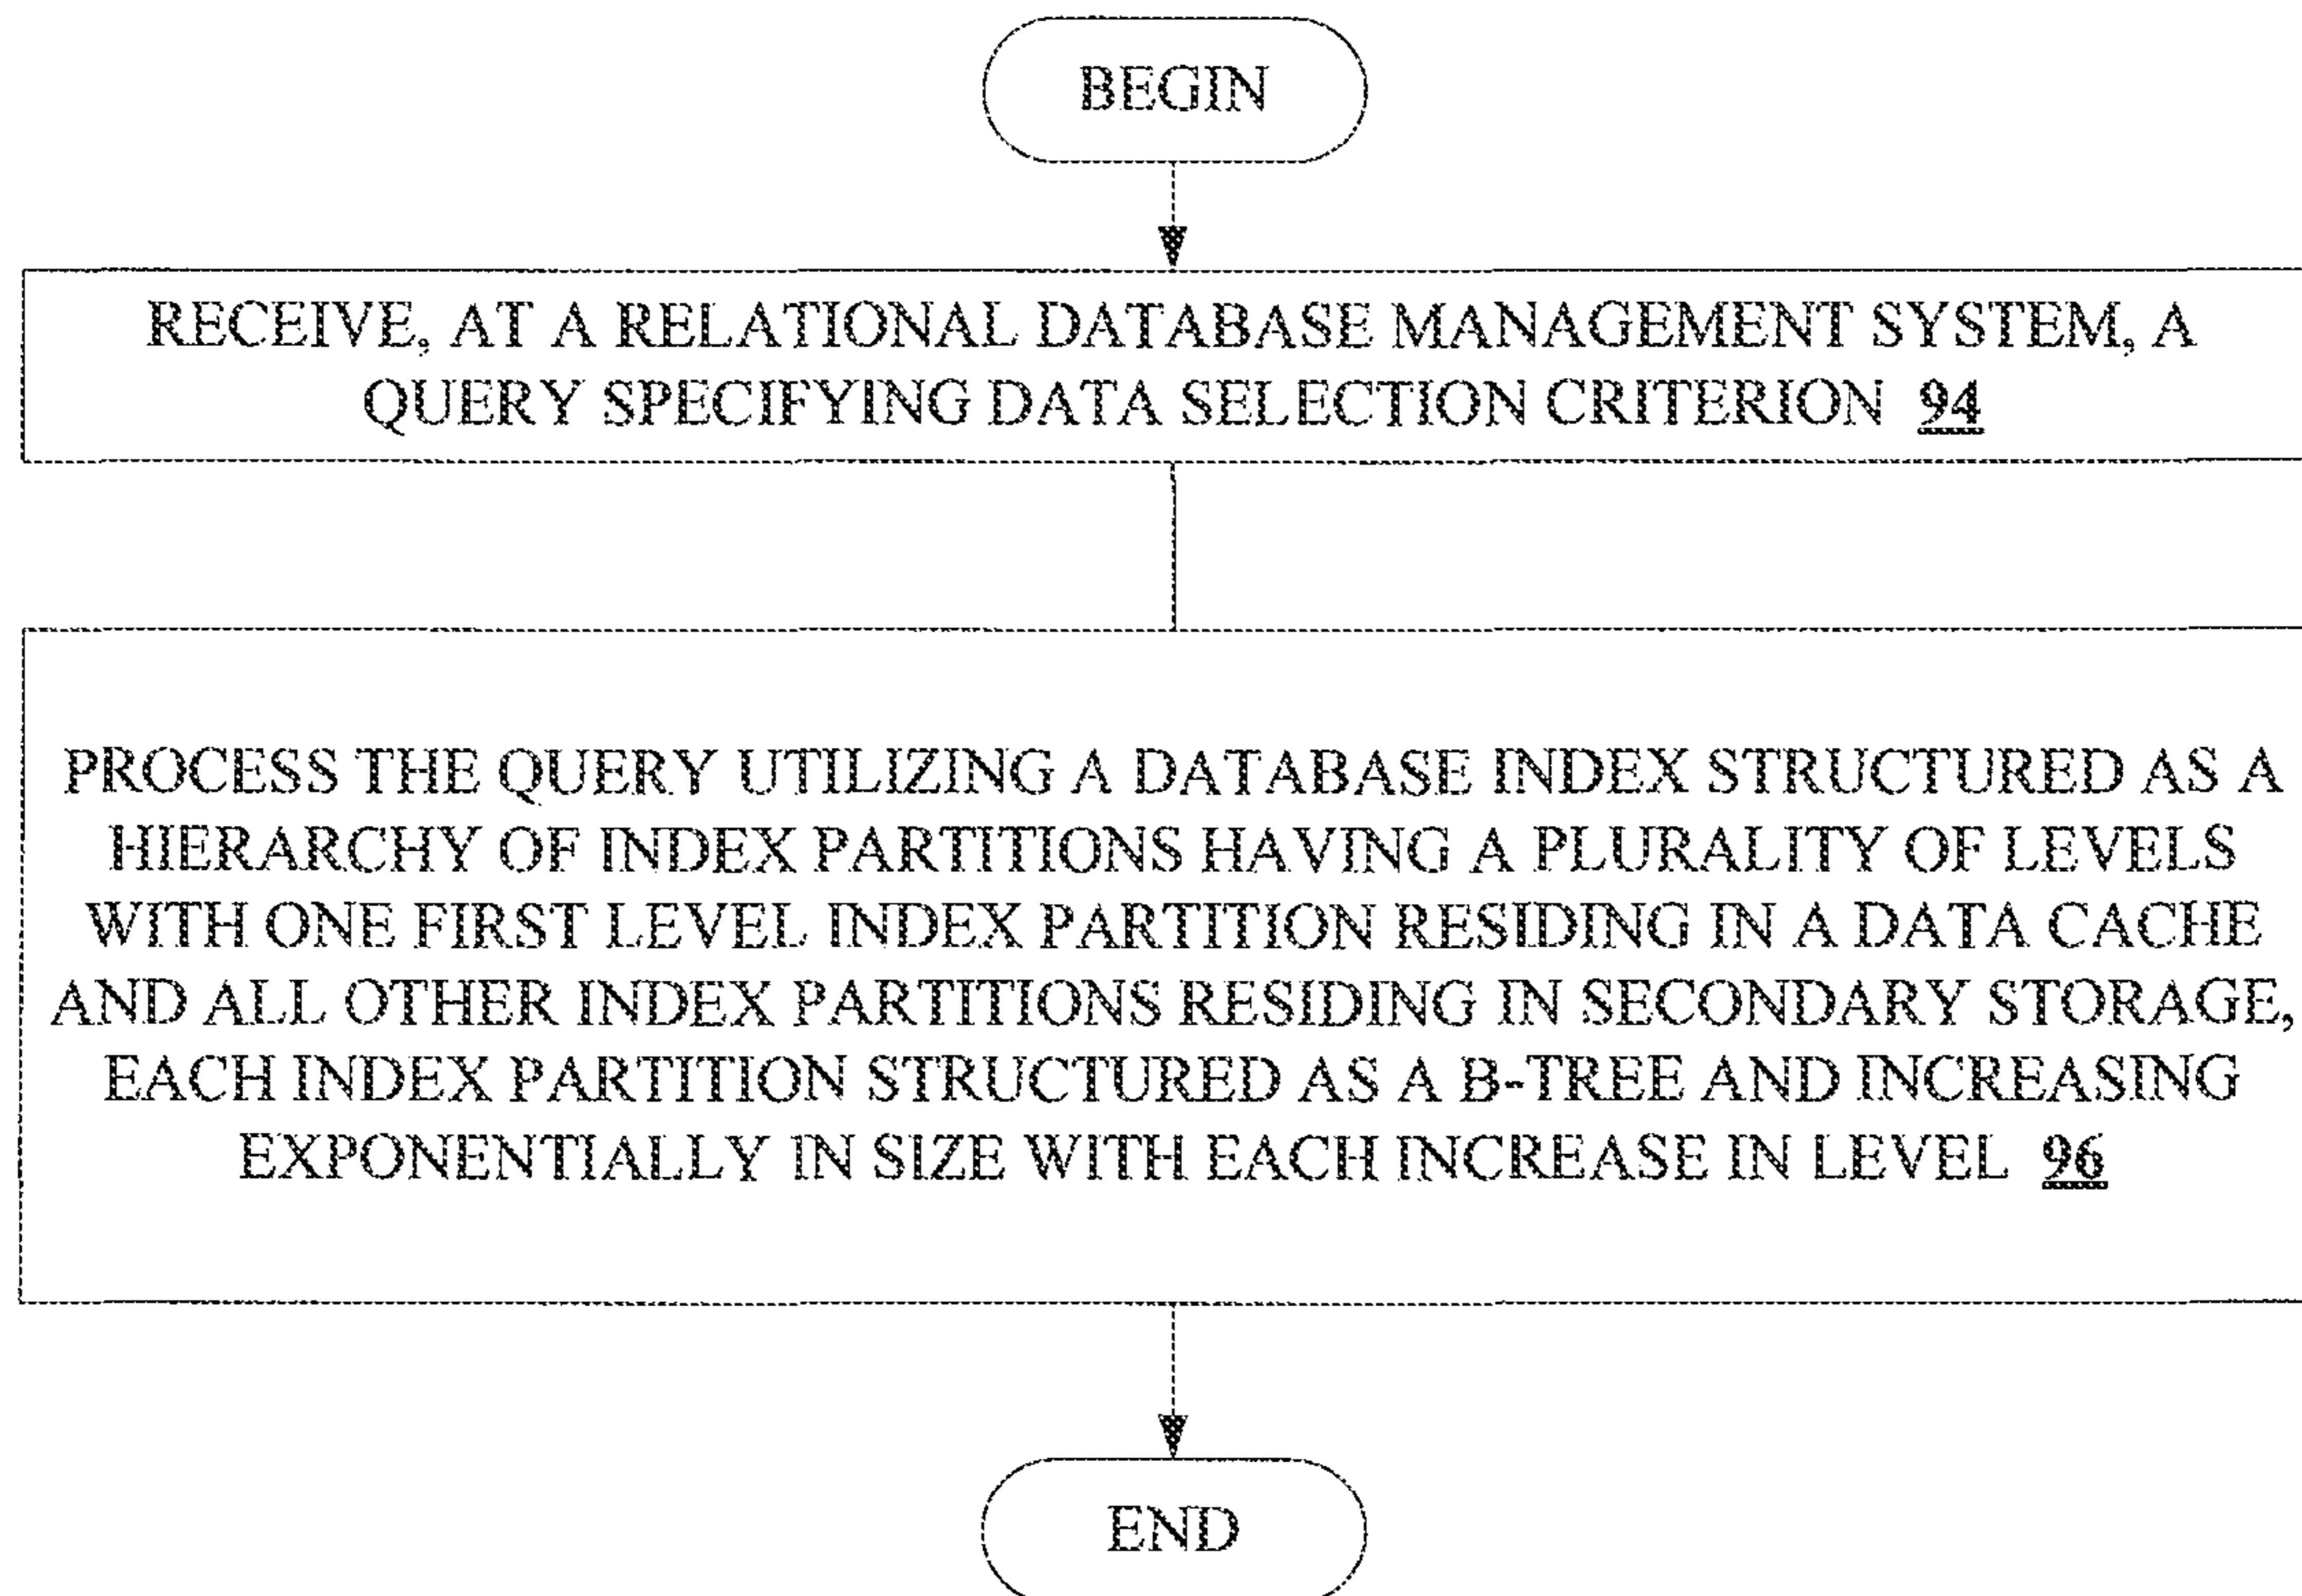 BEGIN
RECEIVE, AT A RELATIONAL DATABASE MANAGEMENT SYSTEM, A
QUERY SPECIFYING DATA SELECTION CRITERION 94
PROCESS THE QUERY UTILIZING A DATABASE INDEX STRUCTURED AS A
HIERARCHY OF INDEX PARTITIONS HAVING A PLURALITY OF LEVELS
WITH ONE FIRST LEVEL INDEX PARTITION RESIDING IN A DATA CACHE
AND ALL OTHER INDEX PARTITIONS RESIDING IN SECONDARY STORAGE,
EACH INDEX PARTITION STRUCTURED AS A B-TREE AND INCREASING
EXPONENTIALLY IN SIZE WITH EACH INCREASE IN LEVEL 96
END